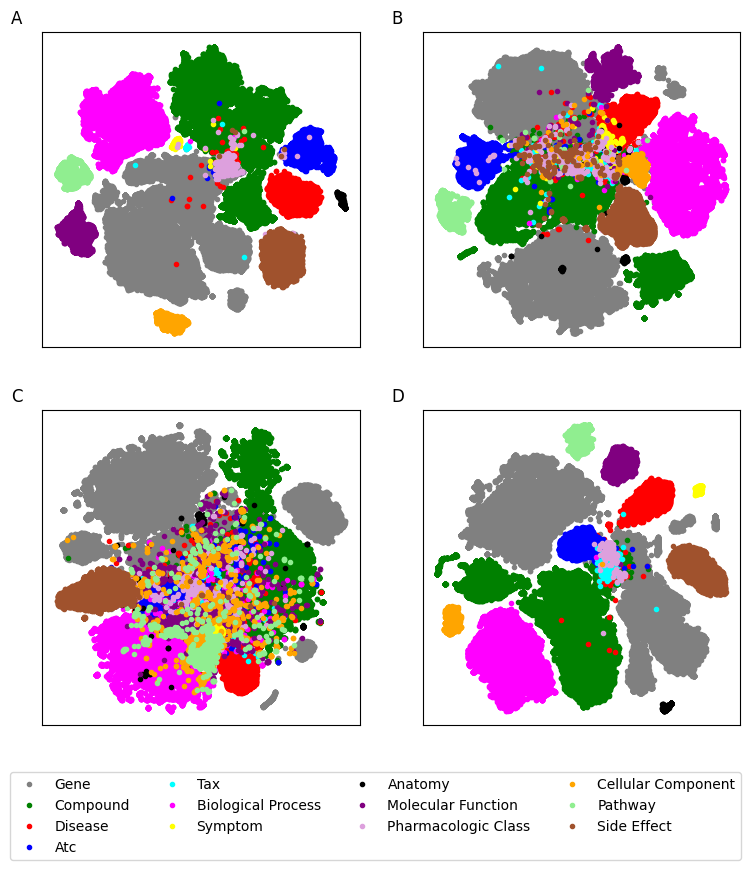 A
B
C
D
Gene
Tax
Anatomy
Cellular Component
Compound
Biological Process
Molecular Function
Pathway
Disease
Symptom
Pharmacologic Class
Side Effect
Atc